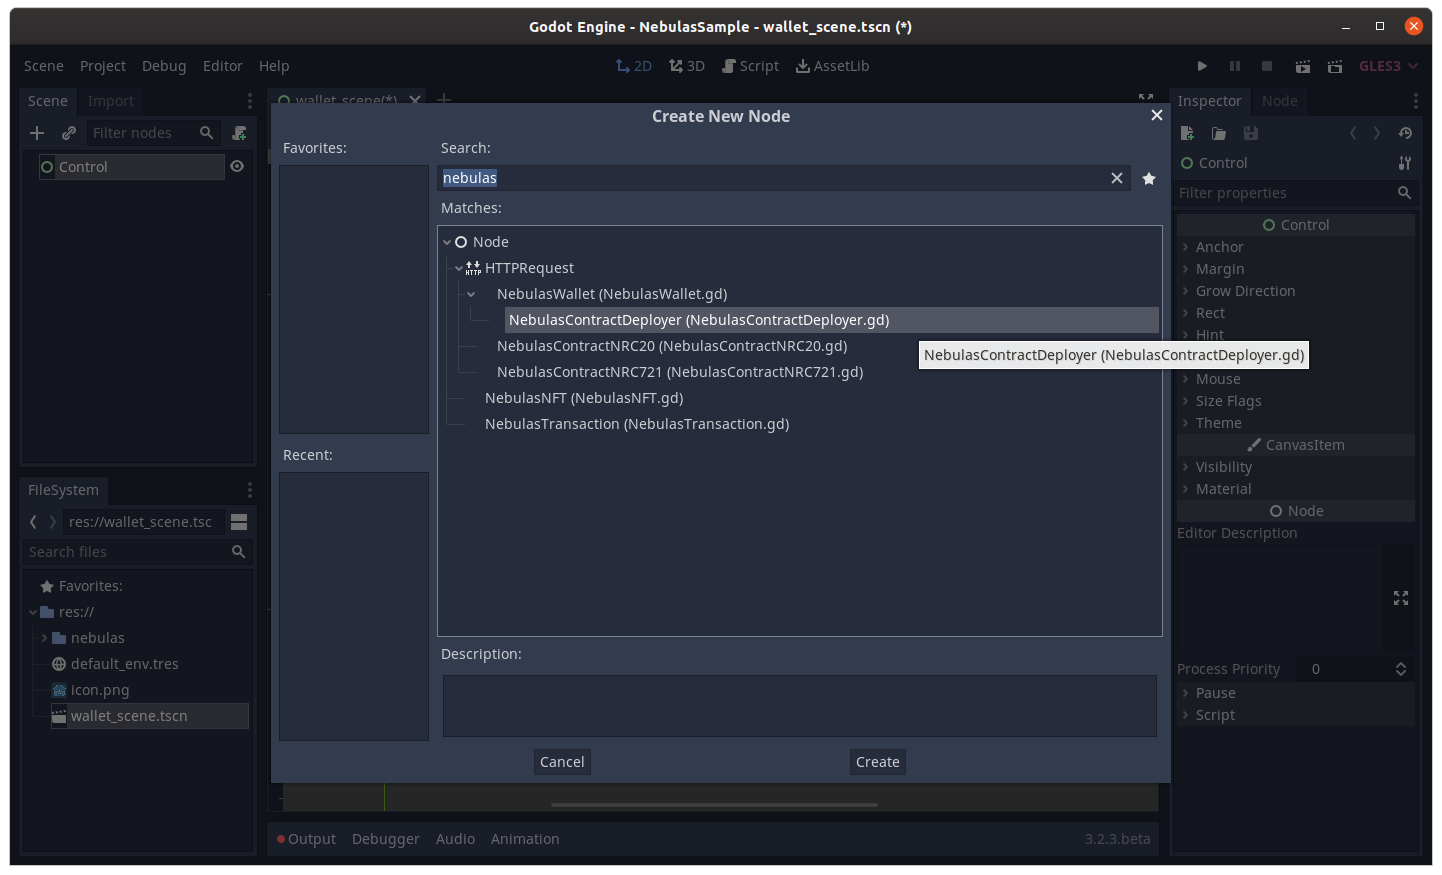 Godot Engine - NebulasSample - wallet_scene.tscn (*)
Scene Project Debug Editor Help
2D 3D Script AssetLib
GLES3
Scene Import
wallet_scene(*)
Inspector Node
Filter nodes
Control
Create New Node
Favorites:
Search:
nebulas
Matches:
Node
HTTPRequest
HTTP
NebulasWallet (NebulasWallet.gd)
NebulasContractDeployer (NebulasContractDeployer.gd)
NebulasContractNRC20 (NebulasContractNRC20.gd)
NebulasContractNRC721 (NebulasContractNRC721.gd)
NebulasNFT (NebulasNFT.gd)
NebulasTransaction (NebulasTransaction.gd)
NebulasContractDeployer (NebulasContractDeployer.gd)
Recent:
Description:
Cancel
Create
Control
Filter properties
Control
Anchor
Margin
Grow Direction
Rect
Hint
Mouse
Size Flags
Theme
CanvasItem
Visibility
Material
Node
Editor Description
Process Priority 0
Pause
Script
FileSystem
res://wallet_scene.tsc
Search files
Favorites:
res://
nebulas
default_env.tres
icon.png
wallet_scene.tscn
Output Debugger Audio Animation
3.2.3.beta